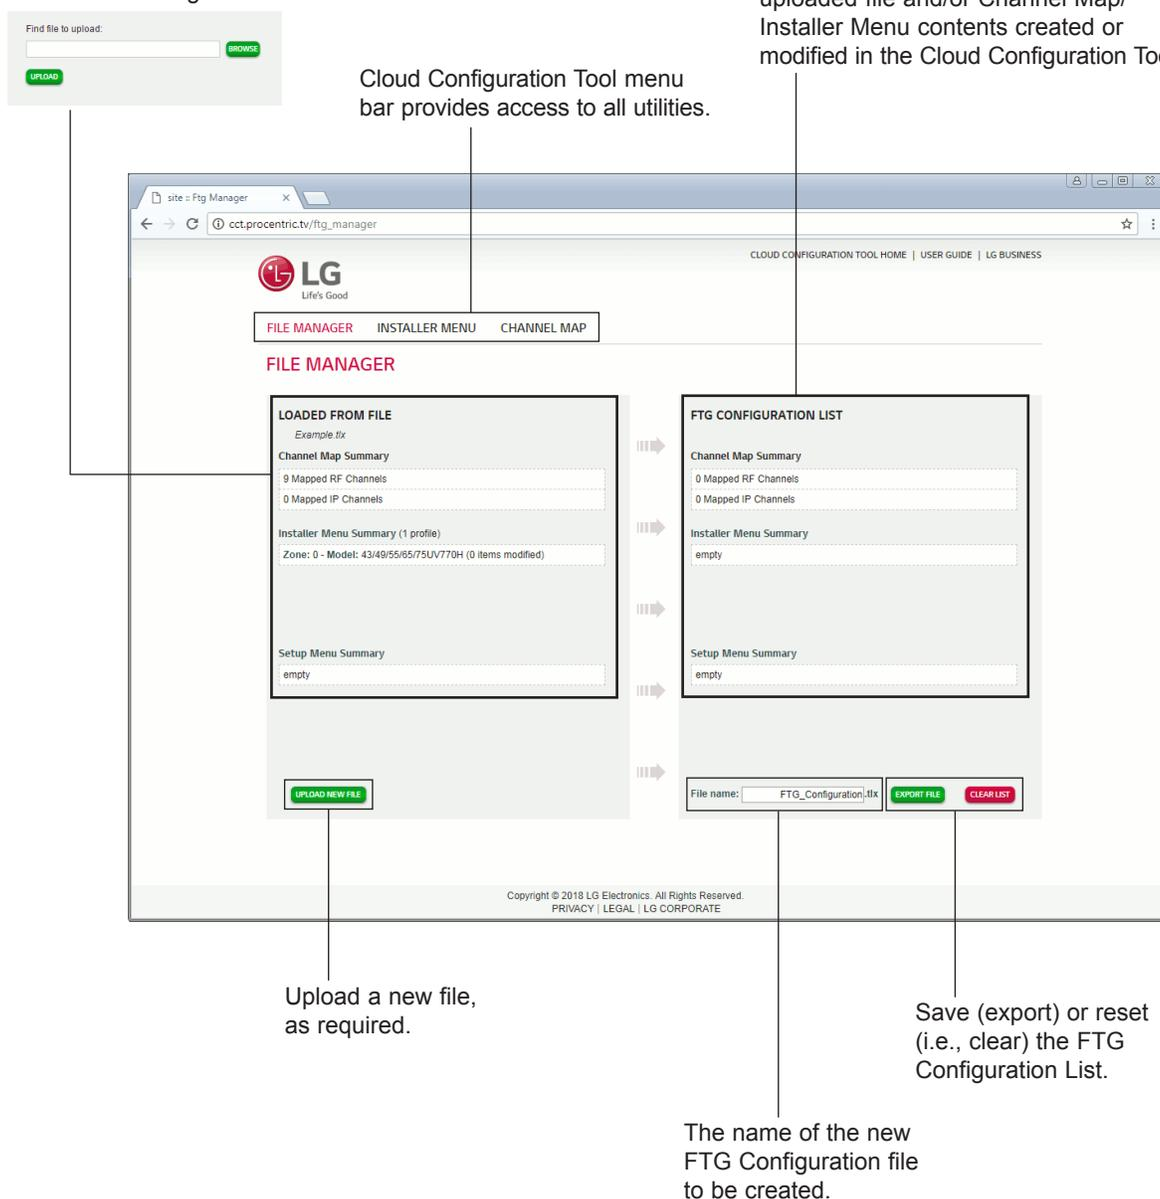 Find file to upload:
BROWSE
UPLOAD
uploaded file and/or Channel Map/
Installer Menu contents created or
modified in the Cloud Configuration
Cloud Configuration Tool menu
bar provides access to all utilities.
site :: Ftg Manager
cct.procentric.tv/ftg_manager
CLOUD CONFIGURATION TOOL HOME | USER GUIDE | LG BUSINESS
LG
Life's Good
FILE MANAGER INSTALLER MENU CHANNEL MAP
FILE MANAGER
LOADED FROM FILE
Example.tlx
Channel Map Summary
9 Mapped RF Channels
0 Mapped IP Channels
Installer Menu Summary (1 profile)
Zone: 0 - Model: 43/49/55/65/75UV770H (0 items modified)
Setup Menu Summary
empty
UPLOAD NEW FILE
FTG CONFIGURATION LIST
Channel Map Summary
0 Mapped RF Channels
0 Mapped IP Channels
Installer Menu Summary
empty
Setup Menu Summary
empty
File name: FTG_Configuration .tlx EXPORT FILE CLEAR LIST
Copyright © 2018 LG Electronics. All Rights Reserved.
PRIVACY | LEGAL | LG CORPORATE
Upload a new file,
as required.
Save (export) or reset
(i.e., clear) the FTG
Configuration List.
The name of the new
FTG Configuration file
to be created.